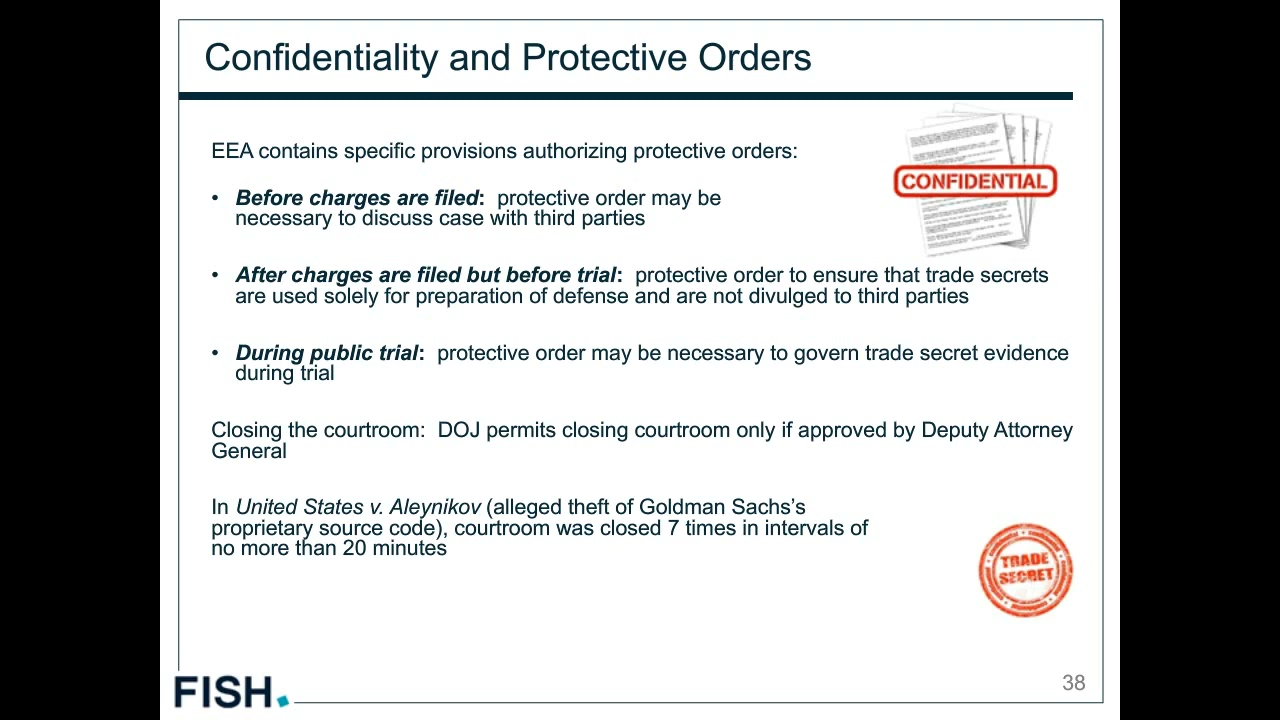 Confidentiality and Protective Orders
EEA contains specific provisions authorizing protective orders:
CONFIDENTIAL
• Before charges are filed: protective order may be
necessary to discuss case with third parties
• After charges are filed but before trial: protective order to ensure that trade secrets
are used solely for preparation of defense and are not divulged to third parties
• During public trial: protective order may be necessary to govern trade secret evidence
during trial
Closing the courtroom: DOJ permits closing courtroom only if approved by Deputy Attorney
General
In United States v. Aleynikov (alleged theft of Goldman Sachs’s
proprietary source code), courtroom was closed 7 times in intervals of
no more than 20 minutes
TRADE
SECRET
FISH.
38